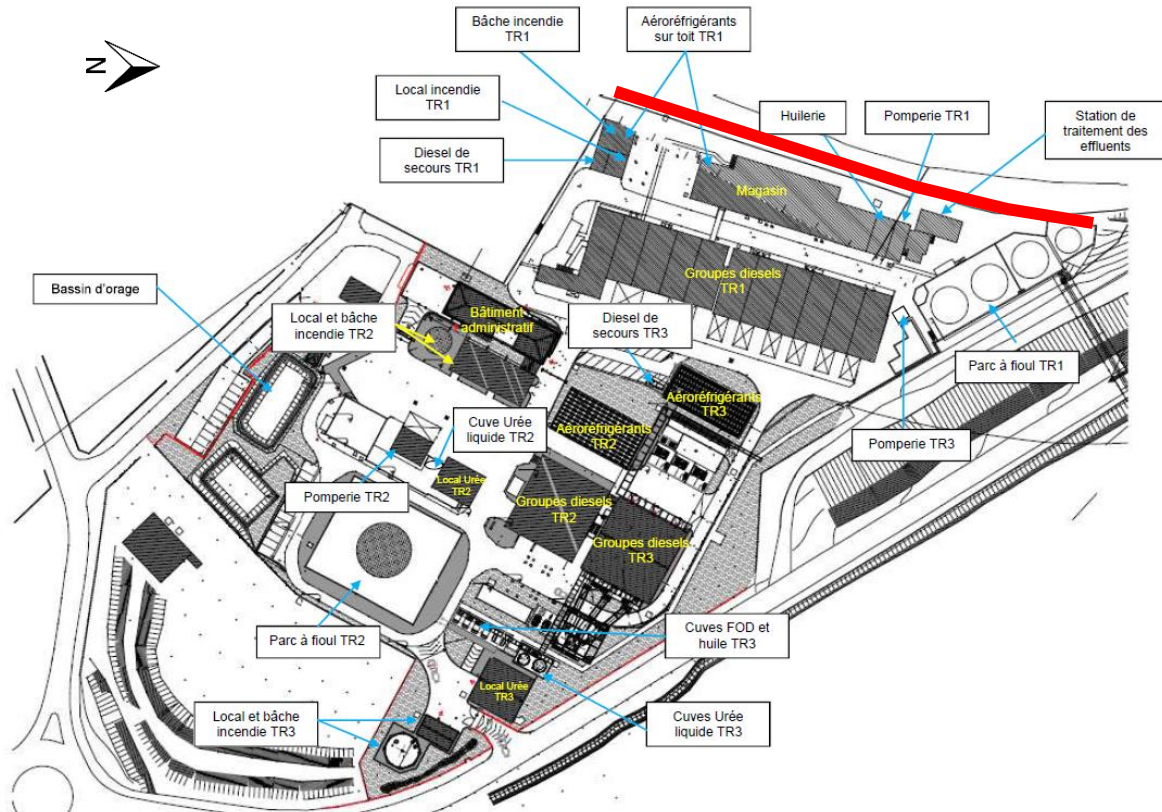 Bâche incendie
TR1
Aéroréfrigérants
sur toit TR1
N
Local incendie
TR1
Huilerie
Pomperie TR1
Station de
traitement des
effluents
Diesel de
secours TR1
Magasin
Groupes diesels
TR1
Bassin d'orage
Local et bâche
incendie TR2
Bâtiment
administratif
Diesel de
secours TR3
Parc à fioul TR1
Aéroréfrigérants
TR3
Aéroréfrigérants
TR2
Cuve Urée
liquide TR2
Pomperie TR3
Local Urée
TR2
Pomperie TR2
Groupes diesels
TR2
Groupes diesels
TR3
Parc à fioul TR2
Cuves FOD et
huile TR3
Local Urée
TR3
Local et bâche
incendie TR3
Cuves Urée
liquide TR3